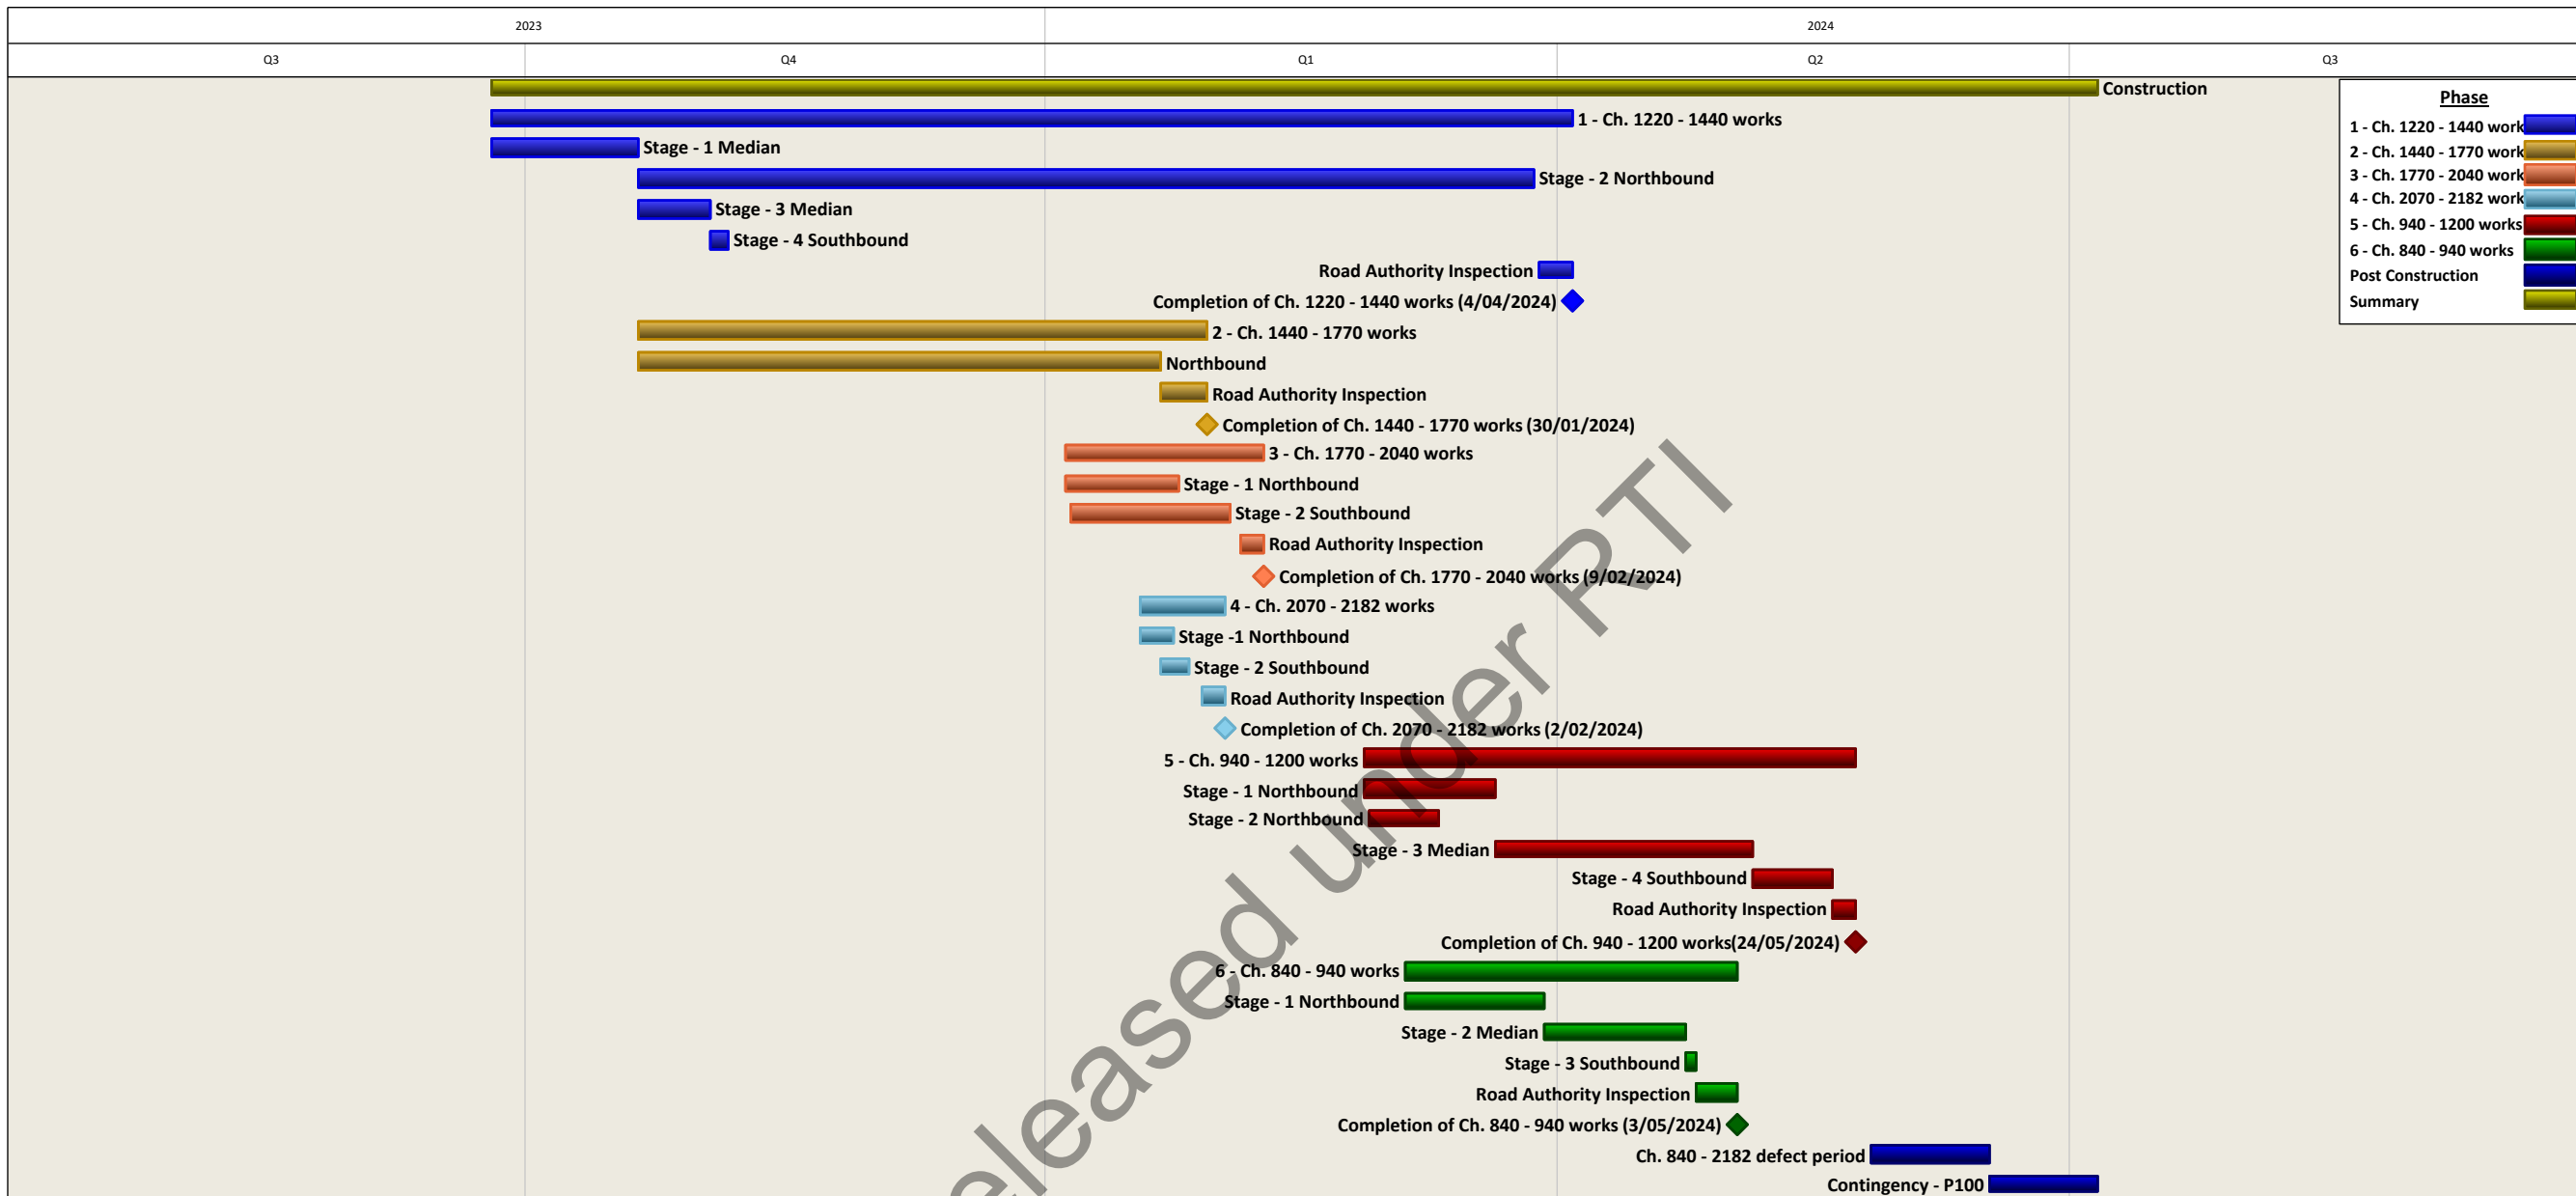 2023 2024
Q3 Q4 Q1 Q2 Q3
Construction
1 - Ch. 1220 - 1440 works
Stage - 1 Median
Stage - 2 Northbound
Stage - 3 Median
Stage - 4 Southbound
Road Authority Inspection
Completion of Ch. 1220 - 1440 works (4/04/2024)
2 - Ch. 1440 - 1770 works
Northbound
Road Authority Inspection
Completion of Ch. 1440 - 1770 works (30/01/2024)
3 - Ch. 1770 - 2040 works
Stage - 1 Northbound
Stage - 2 Southbound
Road Authority Inspection
Completion of Ch. 1770 - 2040 works (9/02/2024)
4 - Ch. 2070 - 2182 works
Stage -1 Northbound
Stage - 2 Southbound
Road Authority Inspection
Completion of Ch. 2070 - 2182 works (2/02/2024)
5 - Ch. 940 - 1200 works
Stage - 1 Northbound
Stage - 2 Northbound
Stage - 3 Median
Stage - 4 Southbound
Road Authority Inspection
Completion of Ch. 940 - 1200 works(24/05/2024)
6 - Ch. 840 - 940 works
Stage - 1 Northbound
Stage - 2 Median
Stage - 3 Southbound
Road Authority Inspection
Completion of Ch. 840 - 940 works (3/05/2024)
Ch. 840 - 2182 defect period
Contingency - P100
Phase
1 - Ch. 1220 - 1440 work
2 - Ch. 1440 - 1770 work
3 - Ch. 1770 - 2040 work
4 - Ch. 2070 - 2182 work
5 - Ch. 940 - 1200 works
6 - Ch. 840 - 940 works
Post Construction
Summary
eleased under RTI